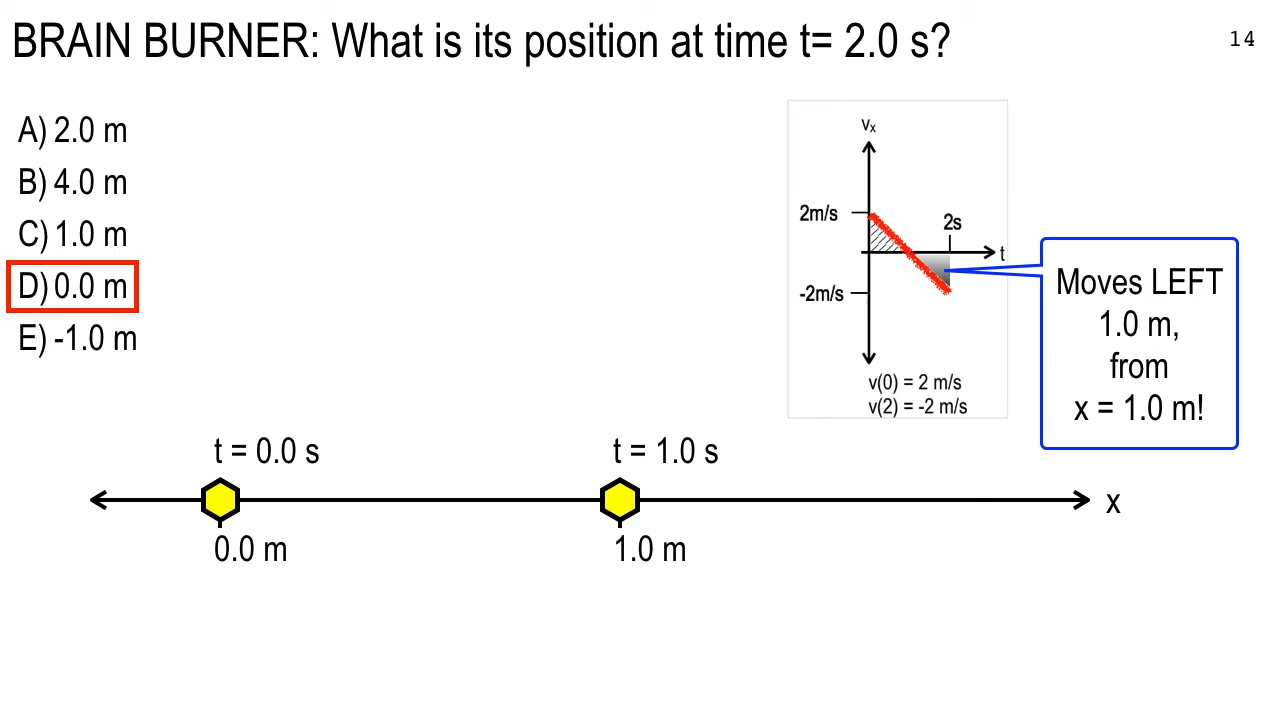 BRAIN BURNER: What is its position at time t= 2.0 s?
14
A) 2.0 m
B) 4.0 m
C) 1.0 m
D) 0.0 m
E) -1.0 m
vₓ
2m/s
2s
t
-2m/s
v(0) = 2 m/s
v(2) = -2 m/s
Moves LEFT
1.0 m,
from
x = 1.0 m!
t = 0.0 s
t = 1.0 s
x
0.0 m
1.0 m